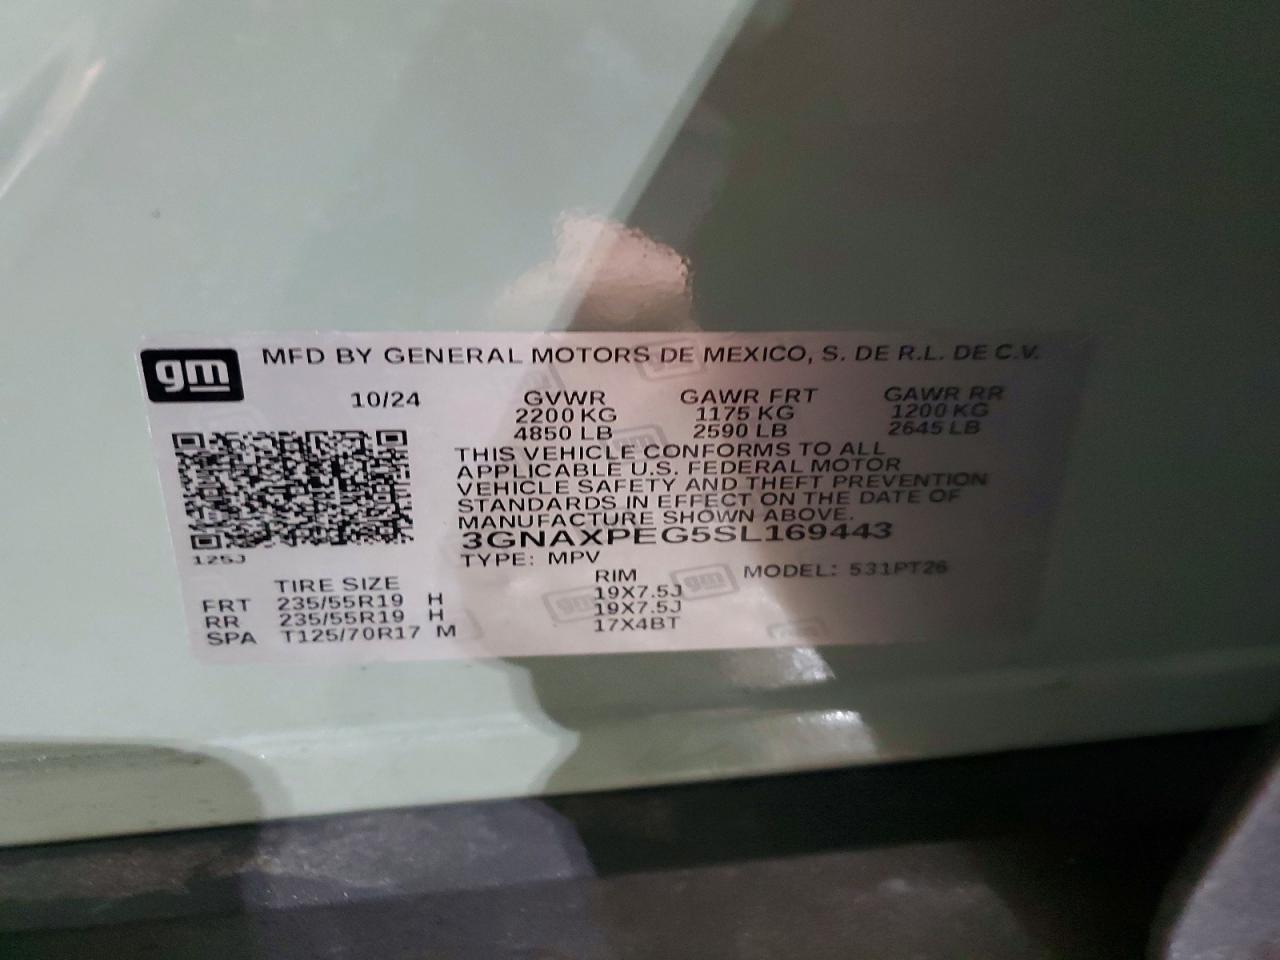 gm MFD BY GENERAL MOTORS DE MEXICO, S. DE R.L. DE C.V.
10/24 GVWR GAWR FRT GAWR RR
2200 KG 1175 KG 1200 KG
4850 LB 2590 LB 2645 LB
THIS VEHICLE CONFORMS TO ALL
APPLICABLE U.S. FEDERAL MOTOR
VEHICLE SAFETY AND THEFT PREVENTION
STANDARDS IN EFFECT ON THE DATE OF
MANUFACTURE SHOWN ABOVE.
3GNAXPEG5SL169443
125J TYPE: MPV MODEL: 531PT26
TIRE SIZE RIM
FRT 235/55R19 H 19X7.5J
RR 235/55R19 H 19X7.5J
SPA T125/70R17 M 17X4BT